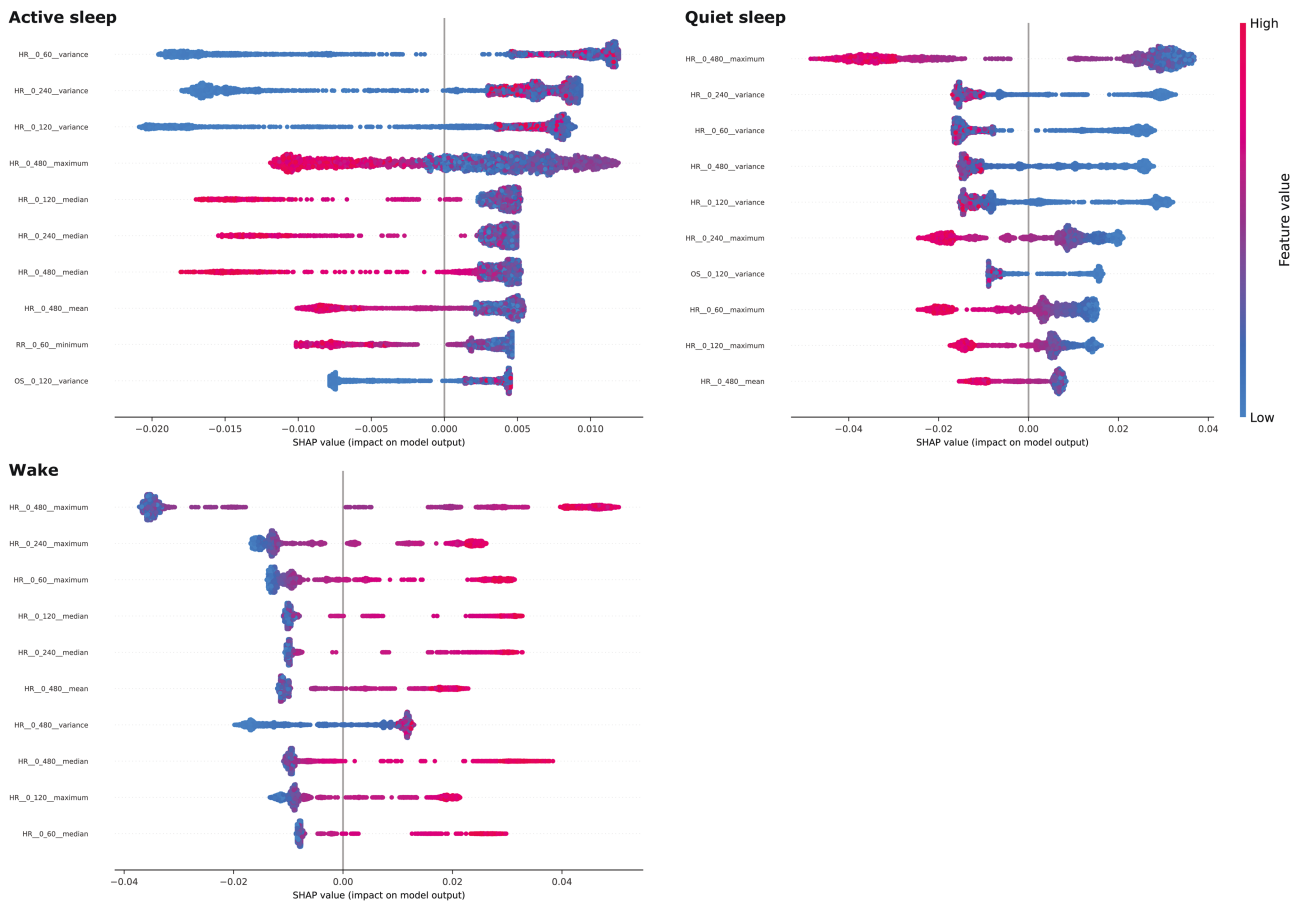 Active sleep
HR__0_60__variance
HR__0_240__variance
HR__0_120__variance
HR__0_480__maximum
HR__0_120__median
HR__0_240__median
HR__0_480__median
HR__0_480__mean
RR__0_60__minimum
OS__0_120__variance
−0.020 −0.015 −0.010 −0.005 0.000 0.005 0.010
SHAP value (impact on model output)
Quiet sleep
HR__0_480__maximum
HR__0_240__variance
HR__0_60__variance
HR__0_480__variance
HR__0_120__variance
HR__0_240__maximum
OS__0_120__variance
HR__0_60__maximum
HR__0_120__maximum
HR__0_480__mean
−0.04 −0.02 0.00 0.02 0.04
SHAP value (impact on model output)
High
Feature value
Low
Wake
HR__0_480__maximum
HR__0_240__maximum
HR__0_60__maximum
HR__0_120__median
HR__0_240__median
HR__0_480__mean
HR__0_480__variance
HR__0_480__median
HR__0_120__maximum
HR__0_60__median
−0.04 −0.02 0.00 0.02 0.04
SHAP value (impact on model output)